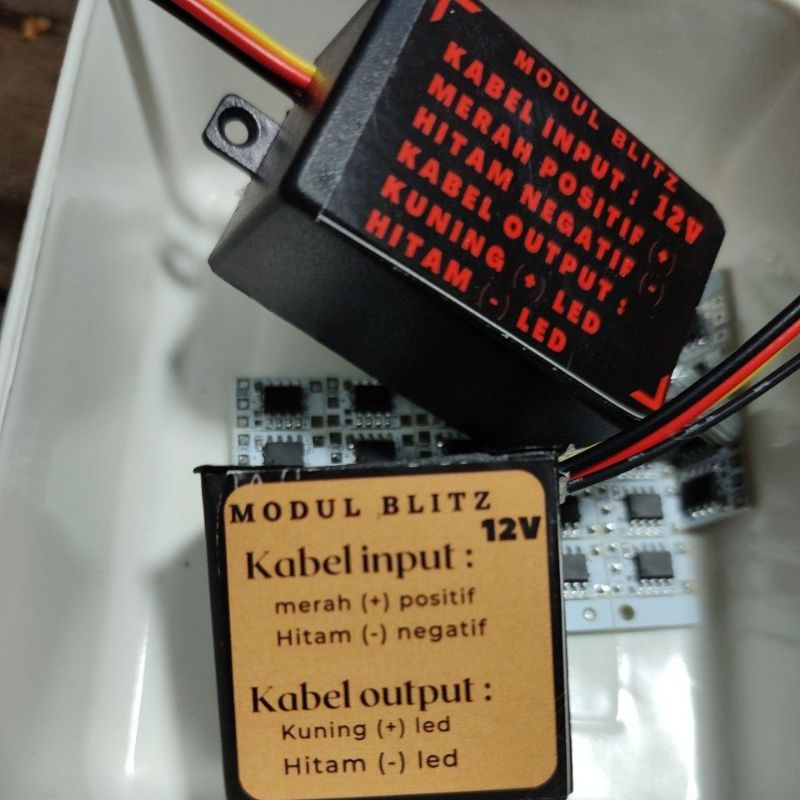 MODUL BLITZ
KABEL INPUT : 12V
MERAH POSITIF (+)
HITAM NEGATIF (-)
KABEL OUTPUT :
KUNING (+) LED
HITAM (-) LED
MODUL BLITZ
12V
Kabel input :
merah (+) positif
Hitam (-) negatif
Kabel output :
Kuning (+) led
Hitam (-) led